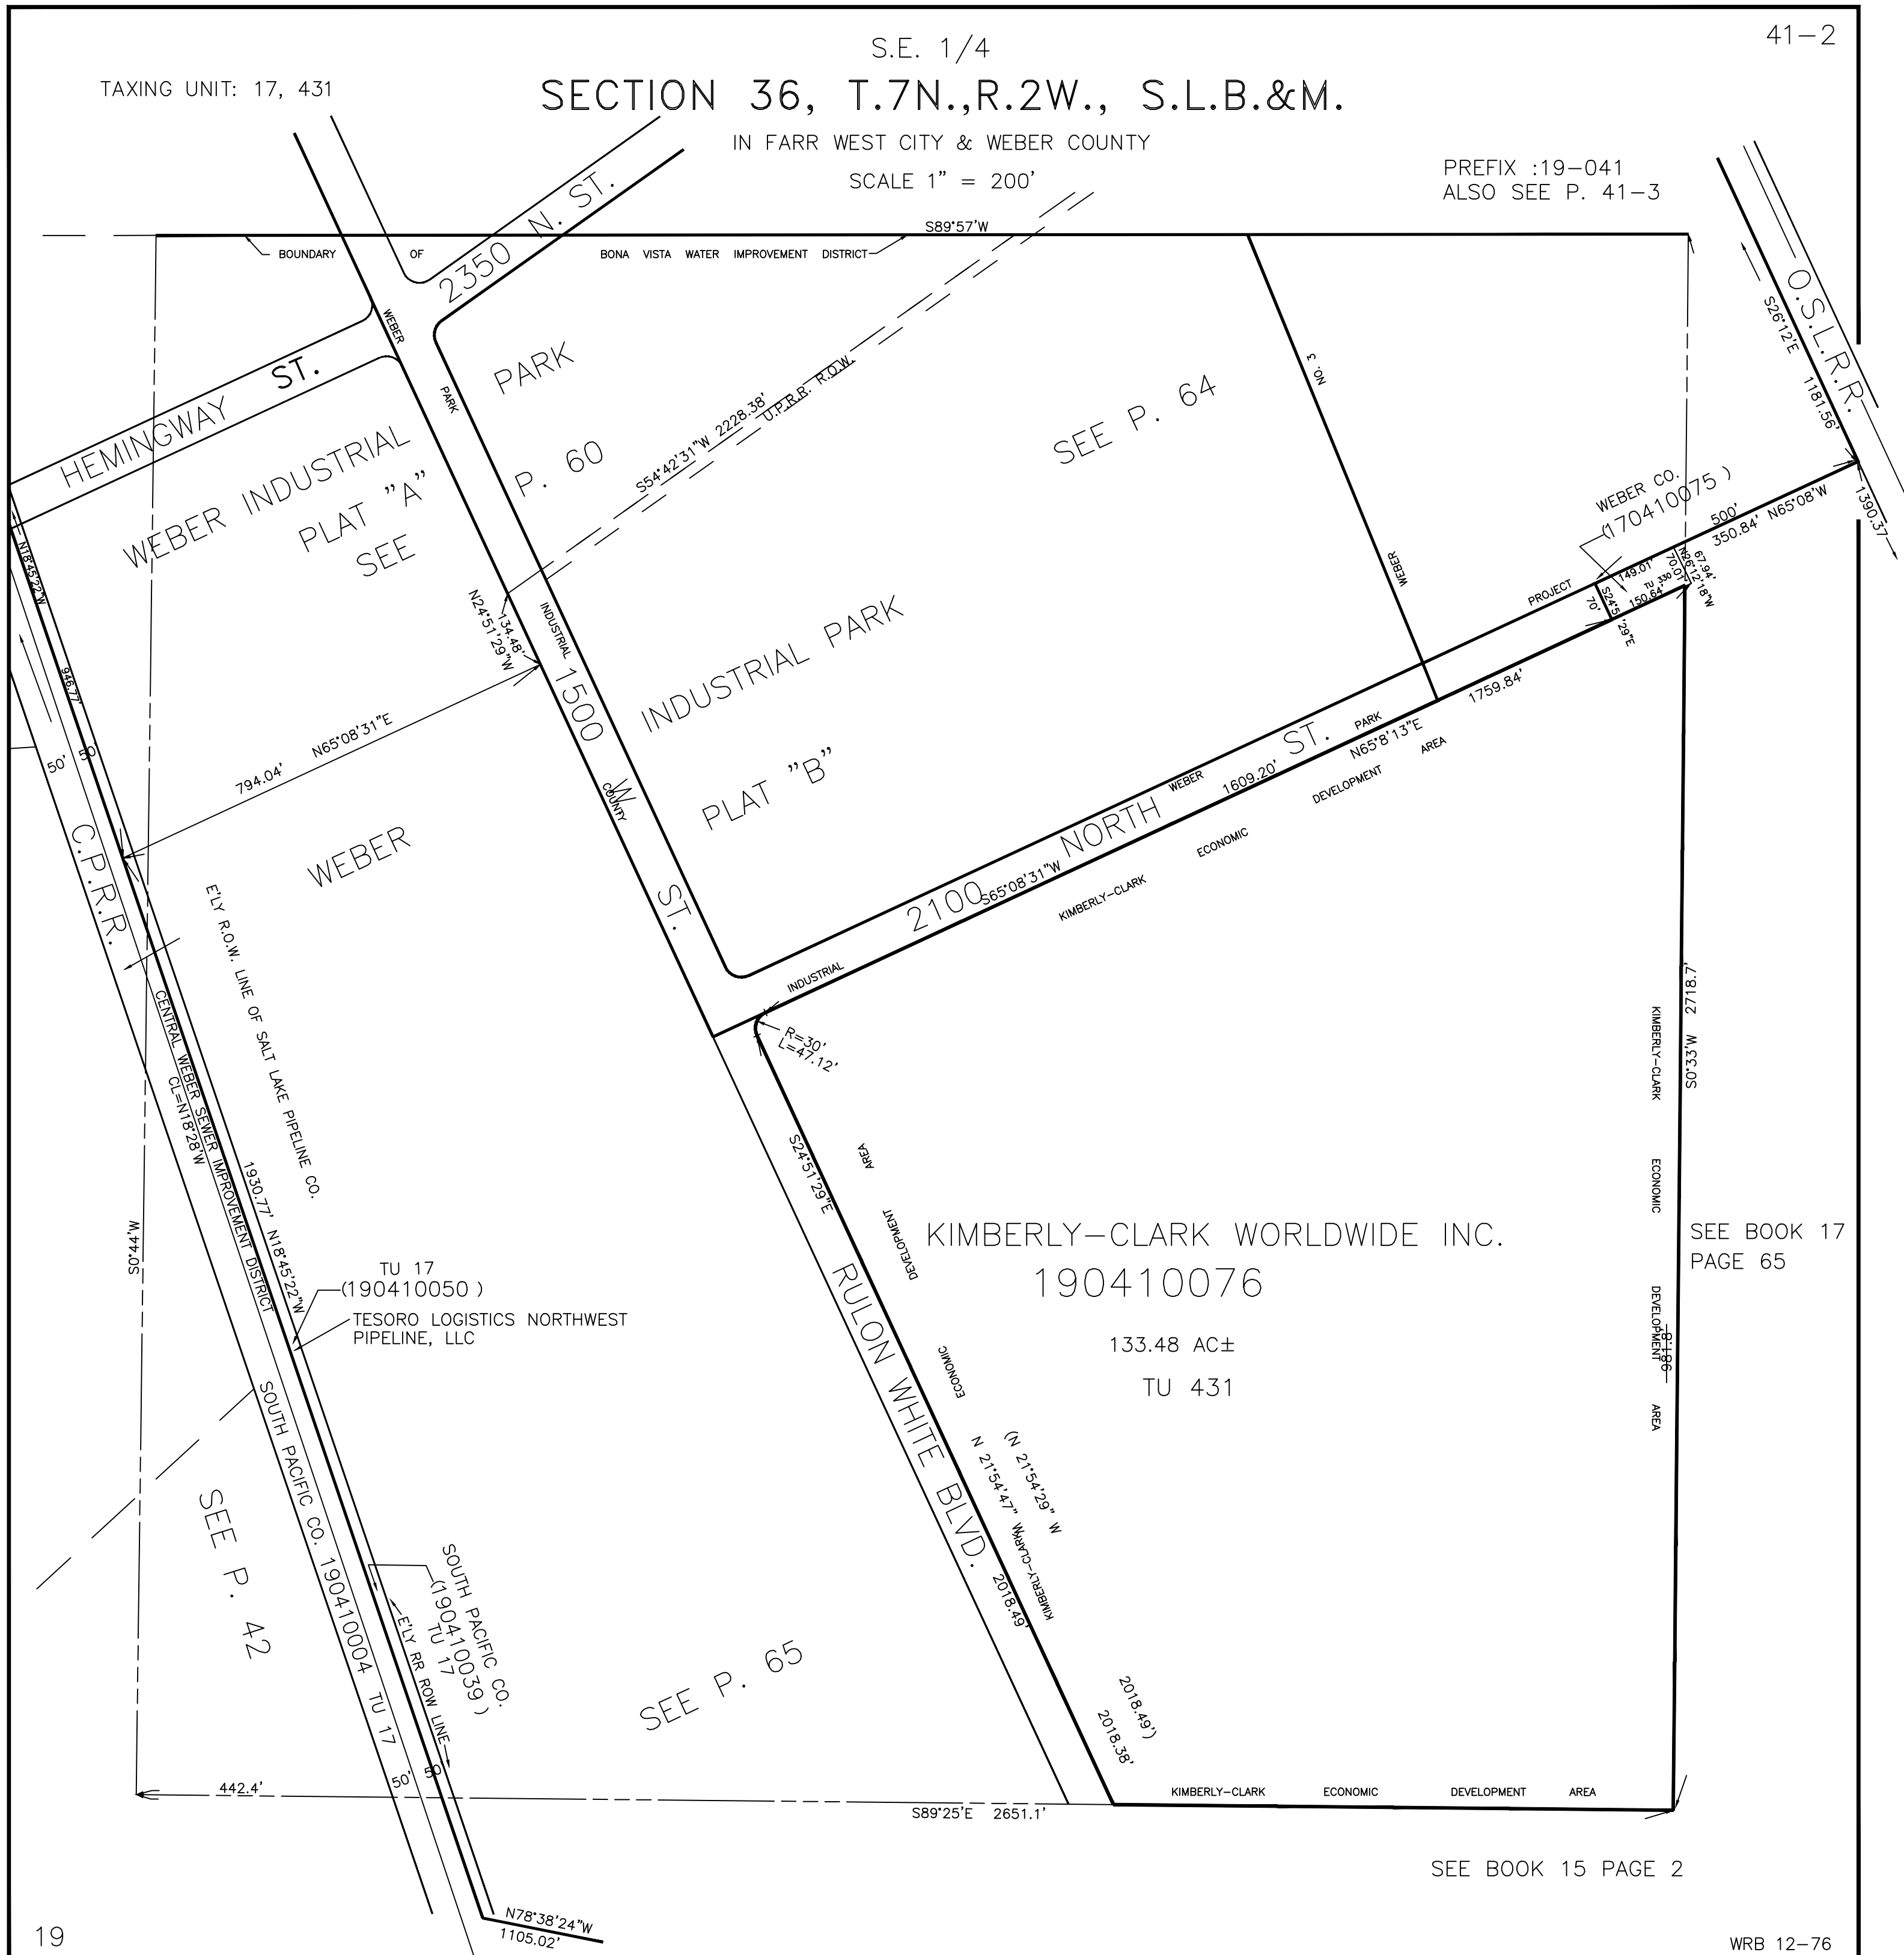 41-2
S.E. 1/4
TAXING UNIT: 17, 431
SECTION 36, T.7N.,R.2W., S.L.B.&M.
IN FARR WEST CITY & WEBER COUNTY
SCALE 1" = 200'
PREFIX :19-041
ALSO SEE P. 41-3
S89°57'W
BOUNDARY OF BONA VISTA WATER IMPROVEMENT DISTRICT
2350 N. ST.
O.S.L.R.R.
S26°12'E
1181.56'
1390.37
HEMINGWAY ST.
WEBER INDUSTRIAL
PLAT "A"
SEE
PARK
P. 60
S54°42'31"W 2228.38'
U.P.R.R. R.O.W.
SEE P. 64
WEBER
PARK
INDUSTRIAL
COUNTY
NO. 3
WEBER
WEBER CO.
(170410075 )
500'
350.84' N65°08'W
149.01'
TU 330
150.64'
70.01'
67.94'
N26°12'18"W
70'
S24°5
'29"E
PROJECT
N18°45'22"W
946.77'
50'
50'
N24°51'29"W
134.48'
794.04' N65°08'31"E
1500 W. ST.
INDUSTRIAL PARK
PLAT "B"
WEBER
1759.84'
N65°8'13"E
PARK
WEBER
INDUSTRIAL
1609.20'
2100 NORTH ST.
S65°08'31"W
KIMBERLY-CLARK ECONOMIC DEVELOPMENT AREA
C.P.R.R.
E'LY R.O.W. LINE OF SALT LAKE PIPELINE CO.
CENTRAL WEBER SEWER IMPROVEMENT DISTRICT
CL=N18°28'W
1930.77' N18°45'22"W
R=30'
L=47.12'
S24°51'29"E
KIMBERLY-CLARK ECONOMIC DEVELOPMENT AREA
S0°33'W 2718.7'
S0°44'W
KIMBERLY-CLARK WORLDWIDE INC.
190410076
133.48 AC±
TU 431
SEE BOOK 17
PAGE 65
981.8'
KIMBERLY-CLARK ECONOMIC DEVELOPMENT AREA
TU 17
(190410050 )
TESORO LOGISTICS NORTHWEST
PIPELINE, LLC
RULON WHITE BLVD.
(N 21°54'29" W
N 21°54'47" W
2018.49'
2018.49')
2018.38'
SOUTH PACIFIC CO. 190410004 TU 17
SEE P. 42
SOUTH PACIFIC CO.
(190410039 )
TU 17
E'LY RR ROW LINE
SEE P. 65
50'
50'
442.4'
S89°25'E 2651.1'
KIMBERLY-CLARK ECONOMIC DEVELOPMENT AREA
SEE BOOK 15 PAGE 2
N78°38'24"W
1105.02'
19
WRB 12-76